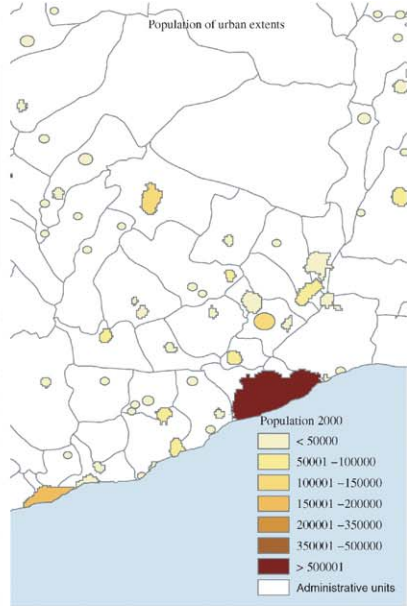 Population of urban extents
Population 2000
< 50000
50001 –100000
100001 –150000
150001 –200000
200001 –350000
350001 –500000
> 500001
Administrative units